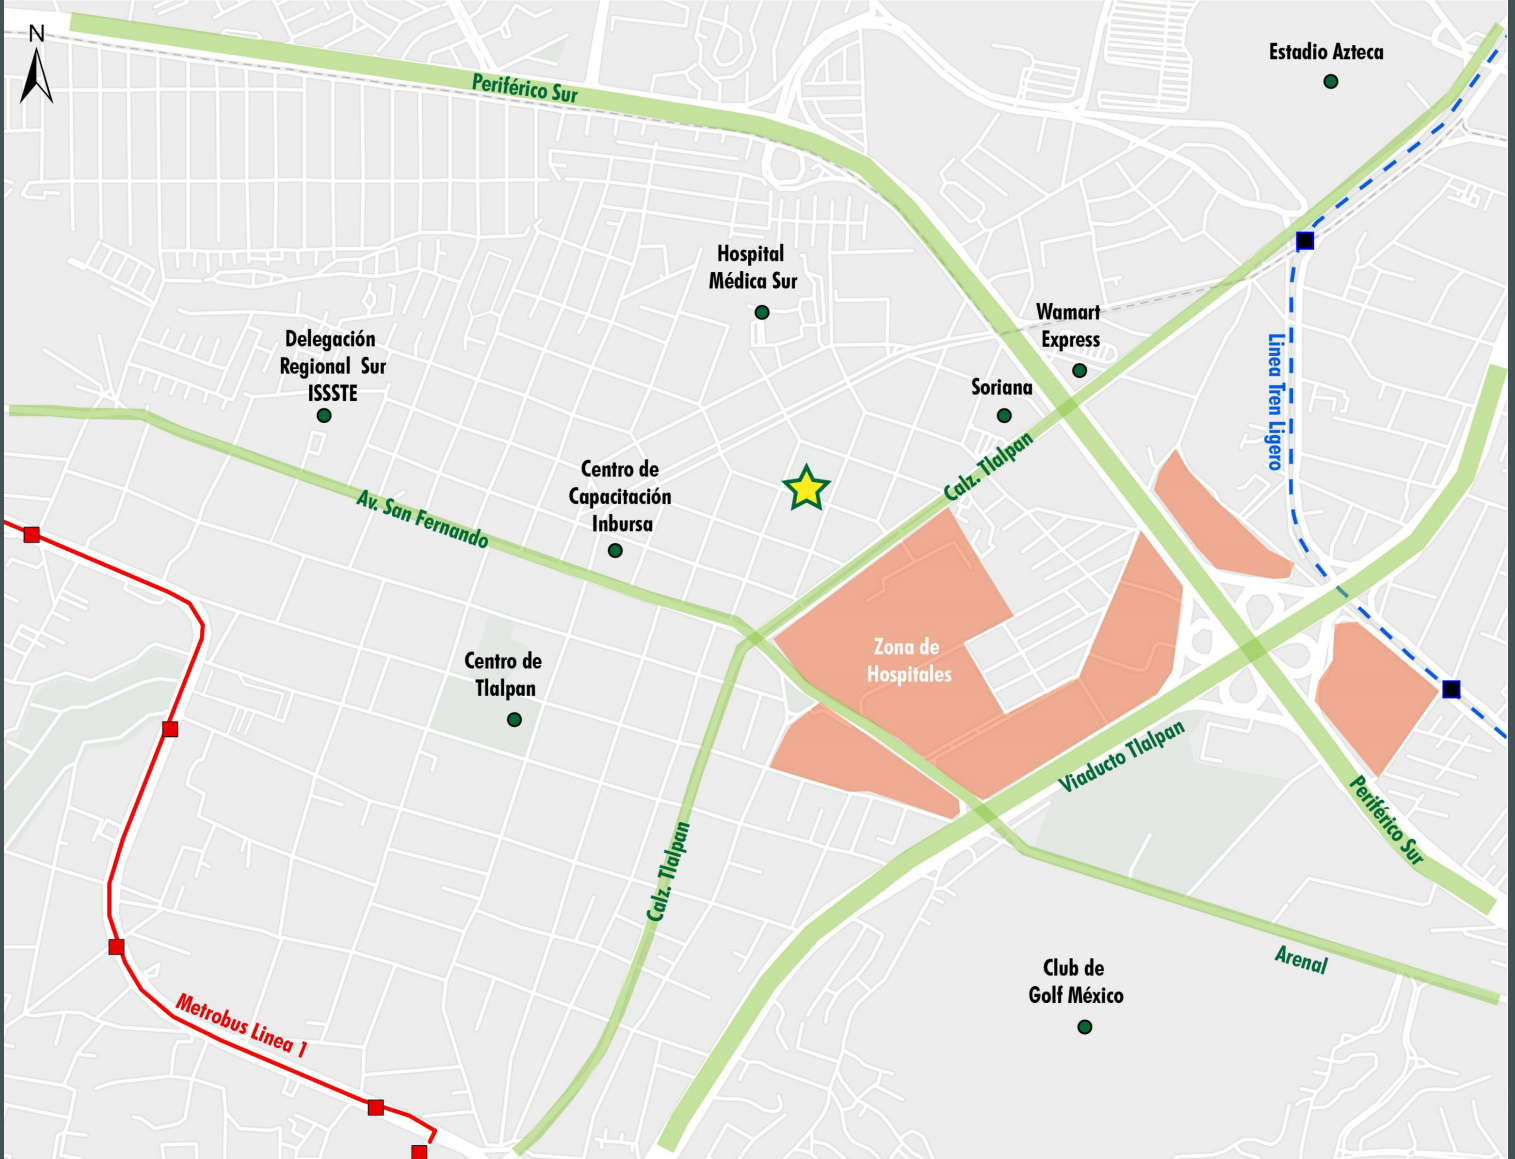 N
Estadio Azteca
Periférico Sur
Hospital
Médica Sur
Wamart
Express
Delegación
Regional Sur
ISSSTE
Soriana
Linea Tren Ligero
Calz. Tlalpan
Centro de
Capacitación
Inbursa
Av. San Fernando
Zona de
Hospitales
Centro de
Tlalpan
Viaducto Tlalpan
Periférico Sur
Calz. Tlalpan
Arenal
Club de
Golf México
Metrobus Linea 1